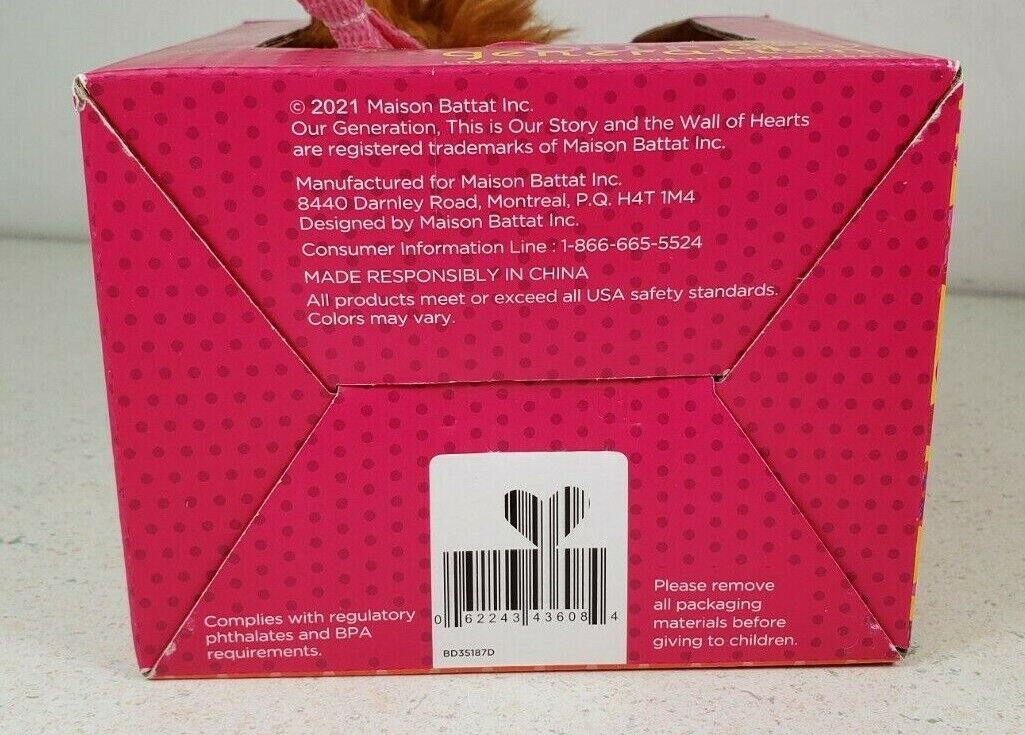 generation
© 2021 Maison Battat Inc.
Our Generation, This is Our Story and the Wall of Hearts
are registered trademarks of Maison Battat Inc.
Manufactured for Maison Battat Inc.
8440 Darnley Road, Montreal, P.Q. H4T 1M4
Designed by Maison Battat Inc.
Consumer Information Line : 1-866-665-5524
MADE RESPONSIBLY IN CHINA
All products meet or exceed all USA safety standards.
Colors may vary.
Complies with regulatory
phthalates and BPA
requirements.
0 62243 43608 4
BD35187D
Please remove
all packaging
materials before
giving to children.